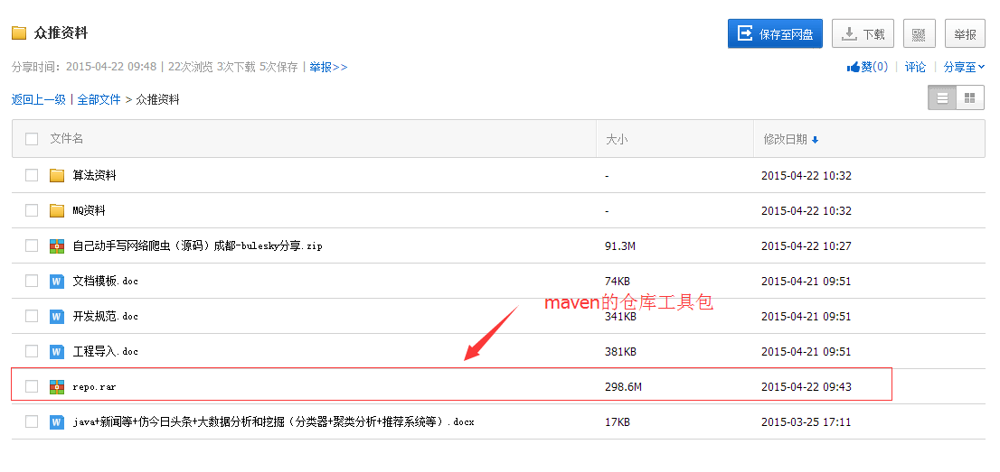 众推资料
保存至网盘 下载 举报
分享时间：2015-04-22 09:48 | 22次浏览 3次下载 5次保存 | 举报>>
赞(0) | 评论 | 分享至
返回上一级 | 全部文件 > 众推资料
文件名 大小 修改日期
算法资料 - 2015-04-22 10:32
MQ资料 - 2015-04-22 10:32
自己动手写网络爬虫（源码）成都-bulesky分享.zip 91.3M 2015-04-22 10:27
文档模板.doc 74KB 2015-04-21 09:51
maven的仓库工具包
开发规范.doc 341KB 2015-04-21 09:51
工程导入.doc 381KB 2015-04-21 09:51
repo.rar 298.6M 2015-04-22 09:43
java+新闻等+仿今日头条+大数据分析和挖掘（分类器+聚类分析+推荐系统等）.docx 17KB 2015-03-25 17:11